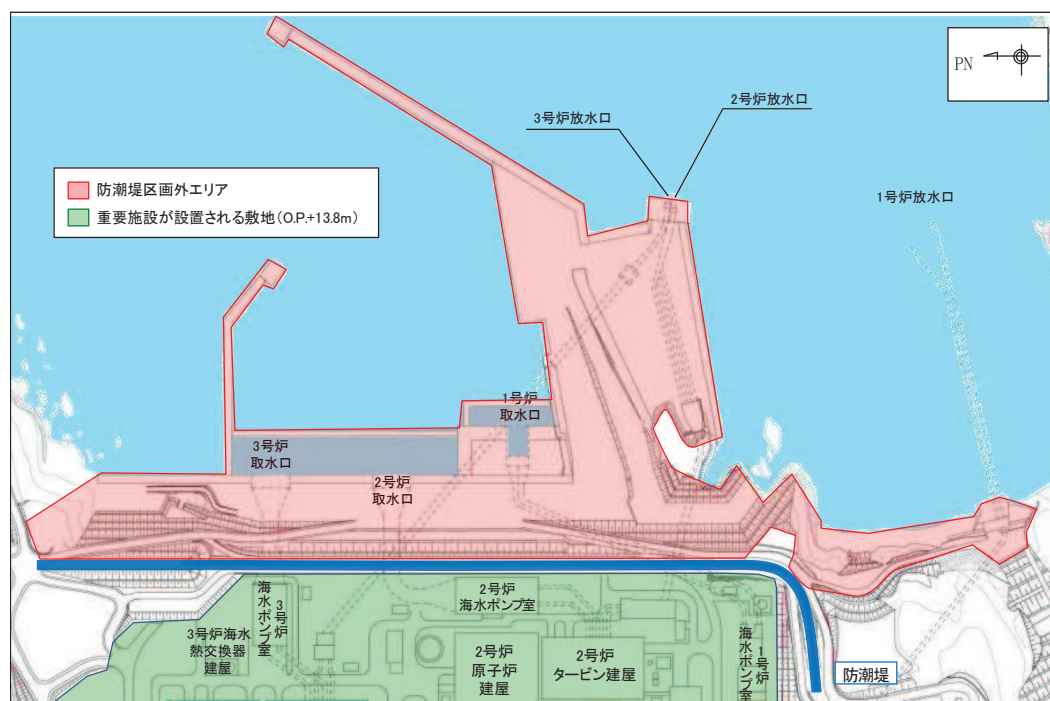 PN
2号炉放水口
3号炉放水口
1号炉放水口
防潮堤区画外エリア
重要施設が設置される敷地(O.P.+13.8m)
1号炉
取水口
3号炉
取水口
2号炉
取水口
3号炉
海水ポンプ室
2号炉
海水ポンプ室
3号炉海水
熱交換器
建屋
2号炉
原子炉
建屋
2号炉
タービン建屋
1号炉
海水ポンプ室
防潮堤